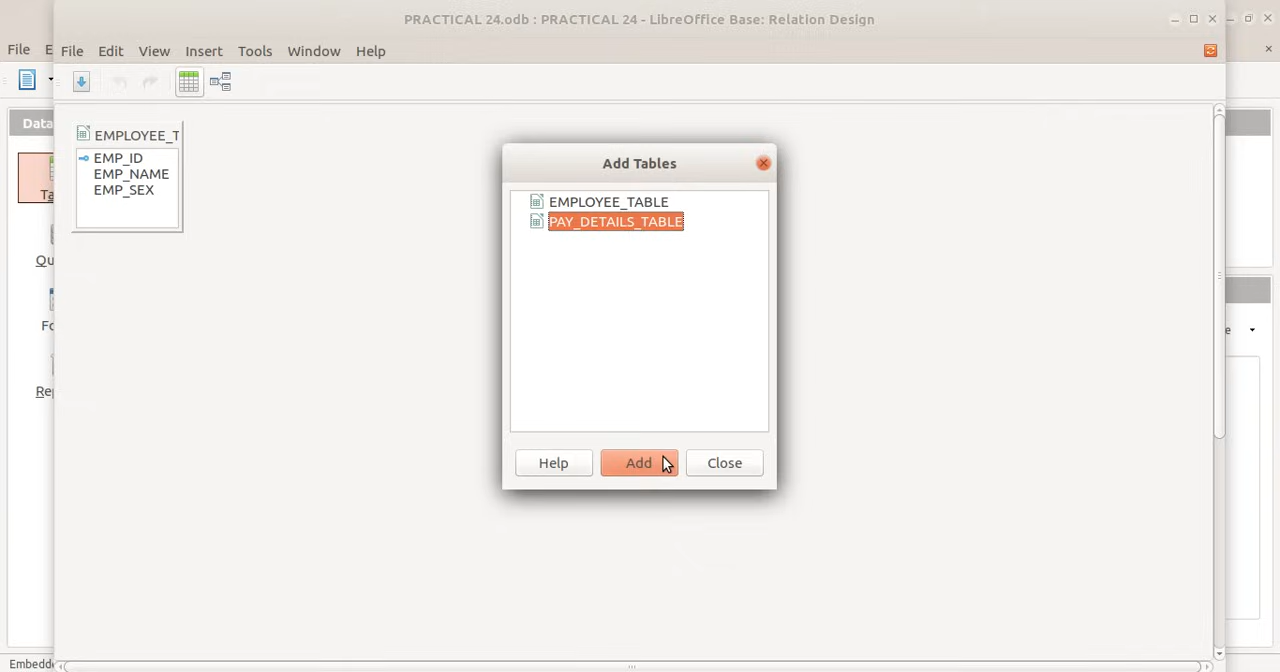 PRACTICAL 24.odb : PRACTICAL 24 - LibreOffice Base: Relation Design
File
File Edit View Insert Tools Window Help
EMPLOYEE_T
EMP_ID
EMP_NAME
EMP_SEX
Add Tables
EMPLOYEE_TABLE
PAY_DETAILS_TABLE
Help Add Close